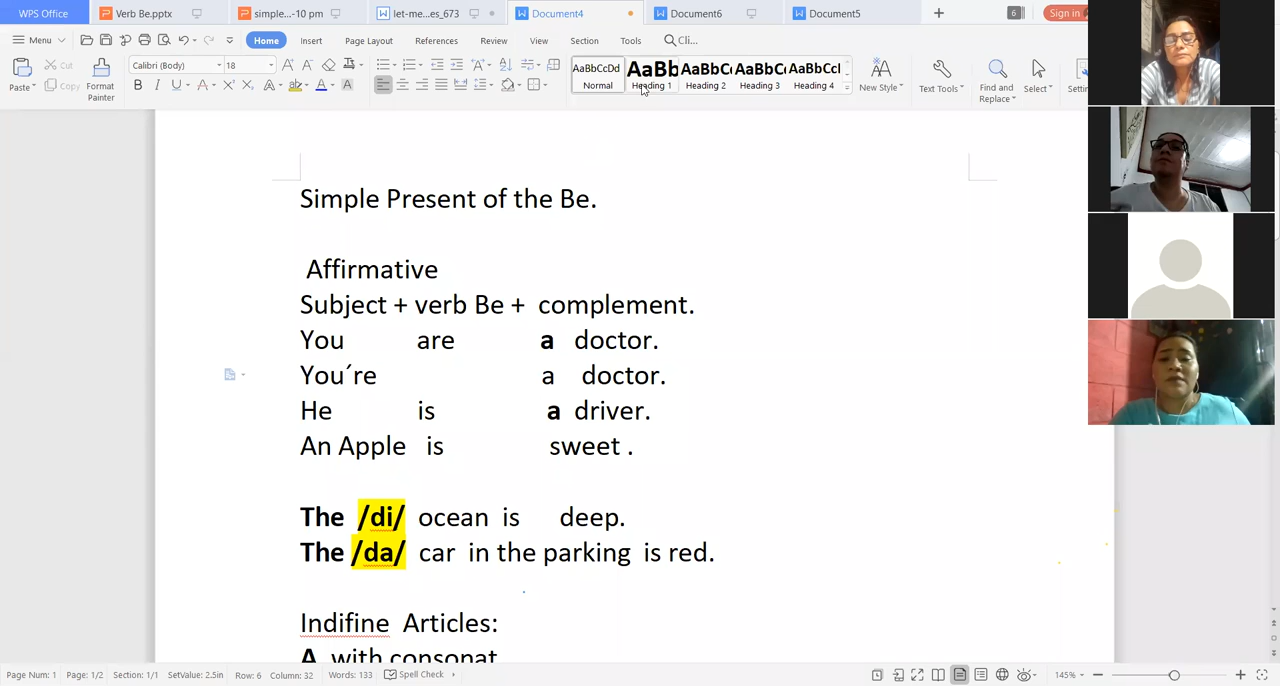 WPS Office Verb Be.pptx simple...-10 pm let-me...es_673 Document4 Document6 Document5 + 6 Sign in
Menu Home Insert Page Layout References Review View Section Tools Cli...
Paste Cut Copy Format Painter Calibri (Body) 18 AaBbCcDd Normal AaBb Heading 1 AaBbC Heading 2 AaBbC Heading 3 AaBbCcI Heading 4 New Style Text Tools Find and Replace Select
Simple Present of the Be.
Affirmative
Subject + verb Be + complement.
You are a doctor.
You´re a doctor.
He is a driver.
An Apple is sweet .
The /di/ ocean is deep.
The /da/ car in the parking is red.
Indifine Articles:
A with consonat
Page Num: 1 Page: 1/2 Section: 1/1 SetValue: 2.5in Row: 6 Column: 32 Words: 133 Spell Check 145%